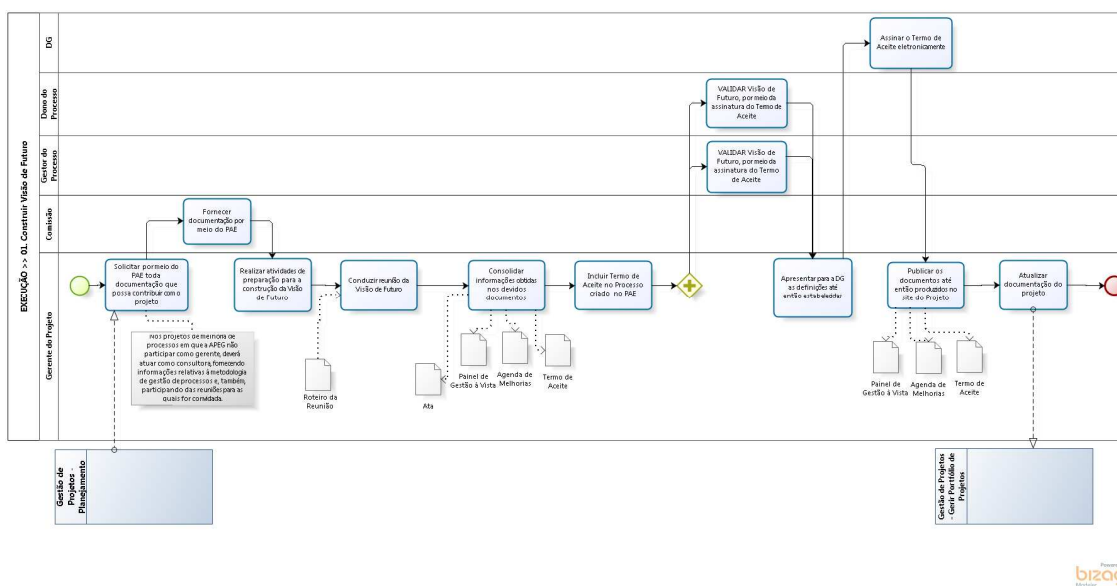 EXECUÇÃO >> 01. Construir Visão de Futuro
DG
Assinar o Termo de
Aceite eletronicamente
Dono do
Processo
VALIDAR Visão de
Futuro, por meio da
assinatura do Termo de
Aceite
Gestor do
Processo
VALIDAR Visão de
Futuro, por meio da
assinatura do Termo
de Aceite
Comissão
Fornecer
documentação por
meio do PAE
Gerente do Projeto
Solicitar por meio do
PAE toda
documentação que
possa contribuir com o
projeto
Realizar atividades de
preparação para a
construção da Visão
de Futuro
Conduzir reunião da
Visão de Futuro
Consolidar
informações obtidas
nos devidos
documentos
Incluir Termo de
Aceite no Processo
criado no PAE
Apresentar para a DG
as definições até
então estabelecidas
Publicar os
documentos até
então produzidos no
site do Projeto
Atualizar
documentação do
projeto
Nos projetos de melhoria de
processos em que a APEG não
participar como gerente, deverá
atuar como consultora, fornecendo
informações relativas à metodologia
de gestão de processos e, também,
participando das reuniões para as
quais for convidada.
Roteiro da
Reunião
Ata
Painel de
Gestão à Vista
Agenda de
Melhorias
Termo de
Aceite
Painel de
Gestão à Vista
Agenda de
Melhorias
Termo de
Aceite
Gestão de
Projetos -
Planejamento
Gestão de Projetos
- Gerir Portfólio de
Projetos